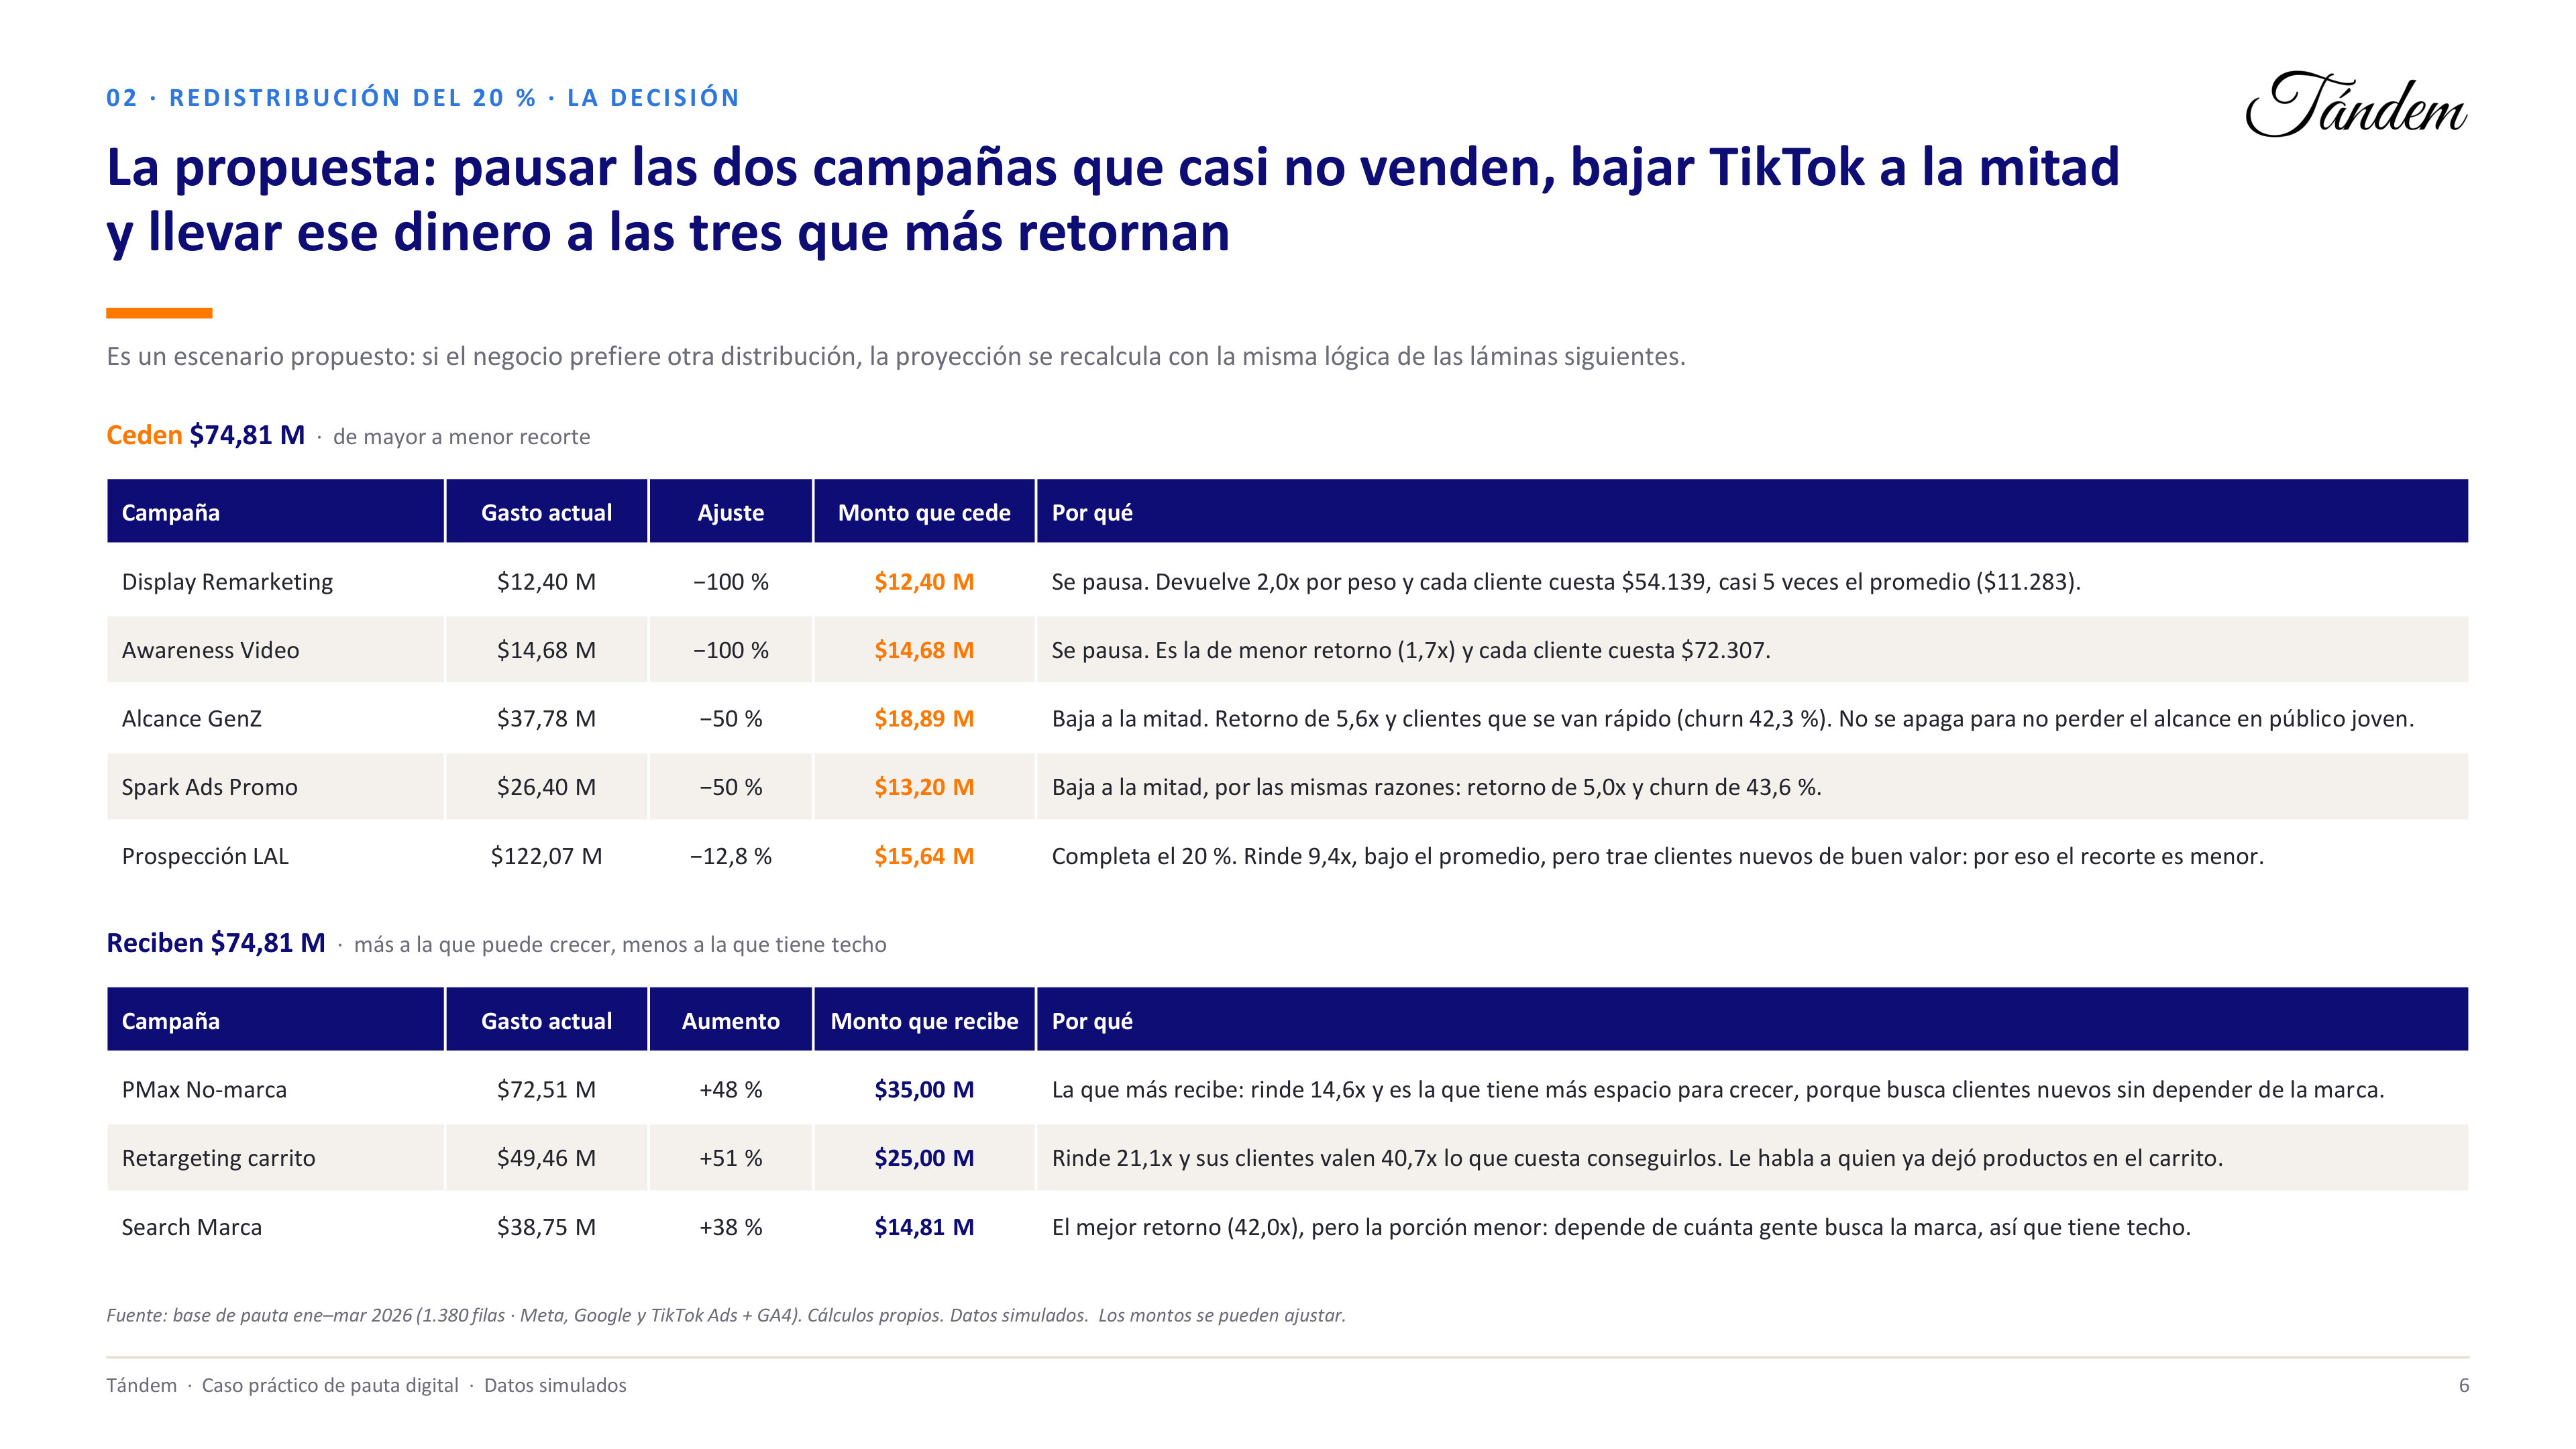 02 · REDISTRIBUCIÓN DEL 20 % · LA DECISIÓN
Tándem
La propuesta: pausar las dos campañas que casi no venden, bajar TikTok a la mitad
y llevar ese dinero a las tres que más retornan
Es un escenario propuesto: si el negocio prefiere otra distribución, la proyección se recalcula con la misma lógica de las láminas siguientes.
Ceden $74,81 M · de mayor a menor recorte
Campaña Gasto actual Ajuste Monto que cede Por qué
Display Remarketing $12,40 M −100 % $12,40 M Se pausa. Devuelve 2,0x por peso y cada cliente cuesta $54.139, casi 5 veces el promedio ($11.283).
Awareness Video $14,68 M −100 % $14,68 M Se pausa. Es la de menor retorno (1,7x) y cada cliente cuesta $72.307.
Alcance GenZ $37,78 M −50 % $18,89 M Baja a la mitad. Retorno de 5,6x y clientes que se van rápido (churn 42,3 %). No se apaga para no perder el alcance en público joven.
Spark Ads Promo $26,40 M −50 % $13,20 M Baja a la mitad, por las mismas razones: retorno de 5,0x y churn de 43,6 %.
Prospección LAL $122,07 M −12,8 % $15,64 M Completa el 20 %. Rinde 9,4x, bajo el promedio, pero trae clientes nuevos de buen valor: por eso el recorte es menor.
Reciben $74,81 M · más a la que puede crecer, menos a la que tiene techo
Campaña Gasto actual Aumento Monto que recibe Por qué
PMax No-marca $72,51 M +48 % $35,00 M La que más recibe: rinde 14,6x y es la que tiene más espacio para crecer, porque busca clientes nuevos sin depender de la marca.
Retargeting carrito $49,46 M +51 % $25,00 M Rinde 21,1x y sus clientes valen 40,7x lo que cuesta conseguirlos. Le habla a quien ya dejó productos en el carrito.
Search Marca $38,75 M +38 % $14,81 M El mejor retorno (42,0x), pero la porción menor: depende de cuánta gente busca la marca, así que tiene techo.
Fuente: base de pauta ene–mar 2026 (1.380 filas · Meta, Google y TikTok Ads + GA4). Cálculos propios. Datos simulados. Los montos se pueden ajustar.
Tándem · Caso práctico de pauta digital · Datos simulados 6